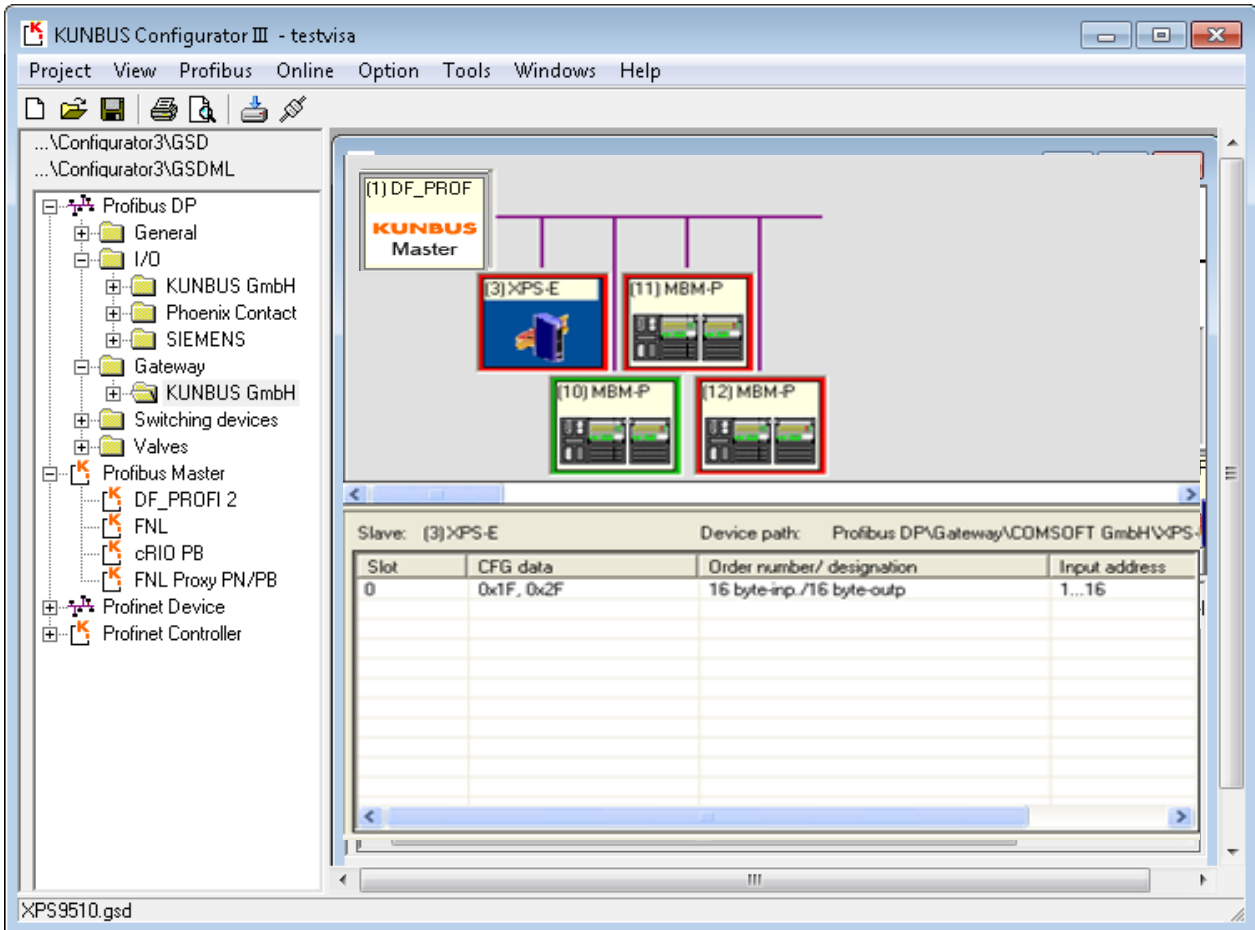 KUNBUS Configurator III - testvisa
Project View Profibus Online Option Tools Windows Help
...\Configurator3\GSD
...\Configurator3\GSDML
Profibus DP
General
I/O
KUNBUS GmbH
Phoenix Contact
SIEMENS
Gateway
KUNBUS GmbH
Switching devices
Valves
Profibus Master
DF_PROFI 2
FNL
cRIO PB
FNL Proxy PN/PB
Profinet Device
Profinet Controller
(1) DF_PROF
KUNBUS
Master
(3) XPS-E
(11) MBM-P
(10) MBM-P
(12) MBM-P
Slave: (3) XPS-E Device path: Profibus DP\Gateway\COMSOFT GmbH\XPS-
Slot CFG data Order number/ designation Input address
0 0x1F, 0x2F 16 byte-inp./16 byte-outp 1...16
XPS9510.gsd